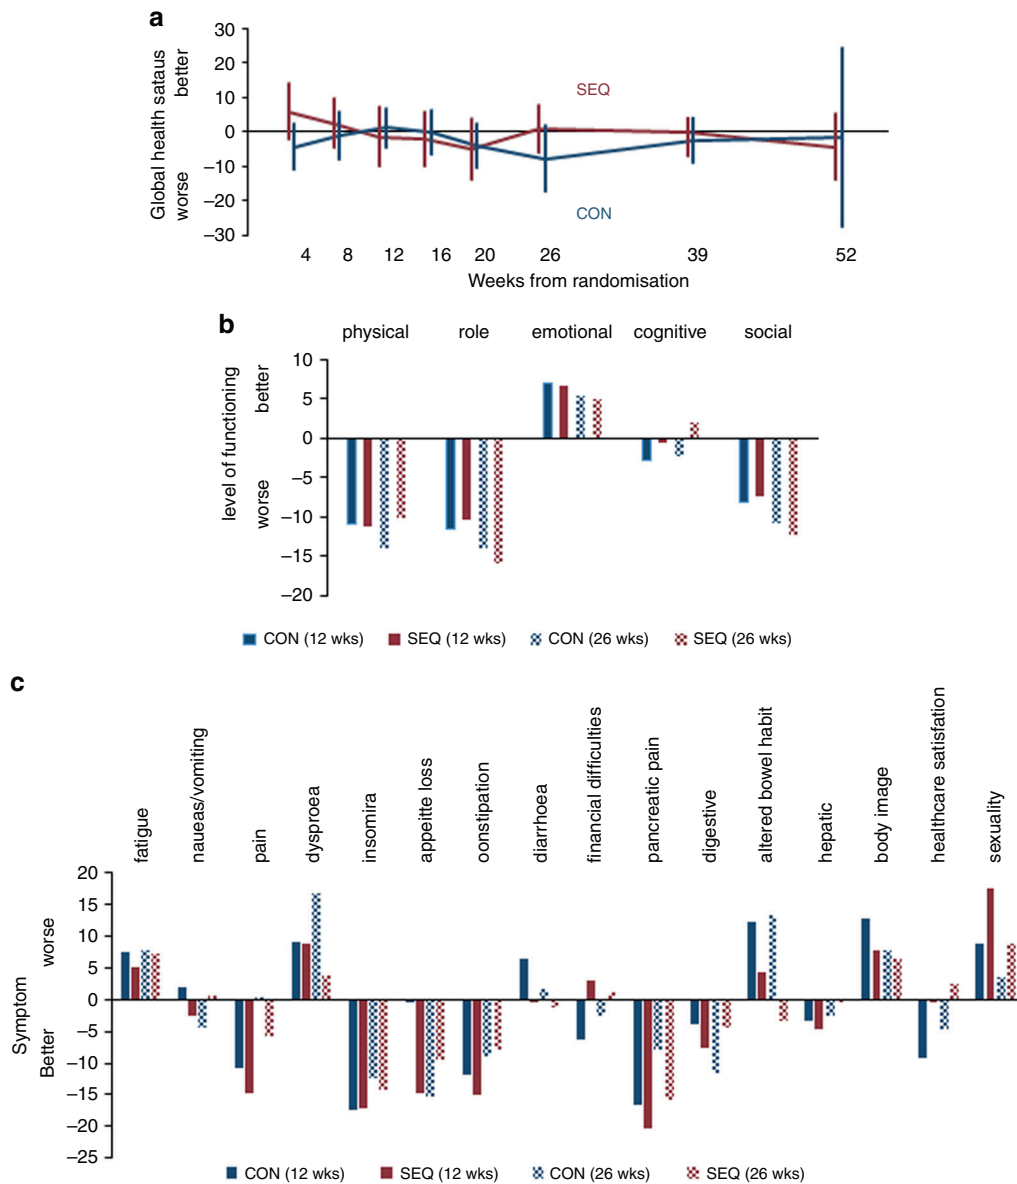 a
30
20
10
0
−10
−20
−30
Global health sataus
worse better
SEQ
CON
4 8 12 16 20 26 39 52
Weeks from randomisation
b
physical role emotional cognitive social
10
5
0
−5
−10
−15
−20
level of functioning
worse better
CON (12 wks) SEQ (12 wks) CON (26 wks) SEQ (26 wks)
c
fatigue
naueas/vomiting
pain
dysproea
insomira
appeitte loss
oonstipation
diarrhoea
financial difficulties
pancreatic pain
digestive
altered bowel habit
hepatic
body image
healthcare satisfation
sexuality
20
15
10
5
0
−5
−10
−15
−20
−25
Symptom
Better worse
CON (12 wks) SEQ (12 wks) CON (26 wks) SEQ (26 wks)